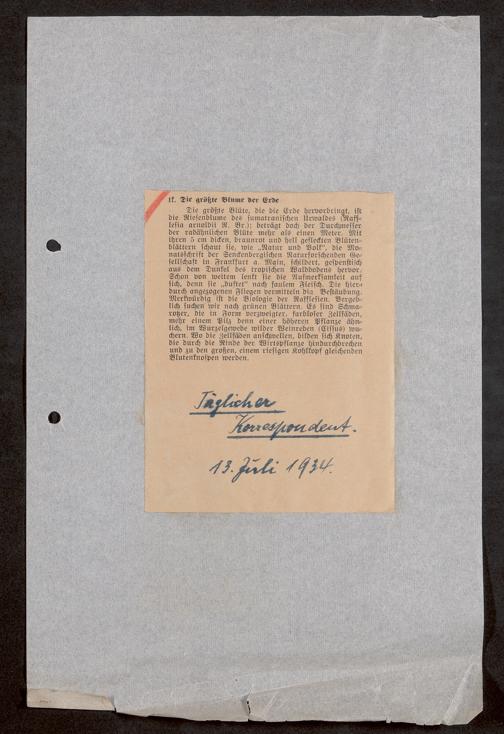 lf. Die größte Blume der Erde
Die größte Blüte, die die Erde hervorbringt, ist
die Riesenblume des sumatranischen Urwaldes (Raff-
lesia arnoldii R. Br.); beträgt doch der Durchmesser
der radähnlichen Blüte mehr als einen Meter. Mit
ihren 5 cm dicken, braunrot und hell gefleckten Blüten-
blättern schaut sie, wie „Natur und Volk", die Mo-
natsschrift der Senckenbergischen Naturforschenden Ge-
sellschaft in Frankfurt a. Main, schildert, gespenstisch
aus dem Dunkel des tropischen Waldbodens hervor.
Schon von weitem lenkt sie die Aufmerksamkeit auf
sich, denn sie „duftet" nach faulem Fleisch. Die hier-
durch angezogenen Fliegen vermitteln die Bestäubung.
Merkwürdig ist die Biologie der Rafflesien. Vergeb-
lich suchen wir nach grünen Blättern. Es sind Schma-
rotzer, die in Form verzweigter, farbloser Zellfäden,
mehr einem Pilz denn einer höheren Pflanze ähn-
lich, im Wurzelgewebe wilder Weinreben (Cissus) wu-
chern. Wo die Zellfäden anschwellen, bilden sich Knoten,
die durch die Rinde der Wirtspflanze hindurchbrechen
und zu den großen, einem riesigen Kohlkopf gleichenden
Blutenknospen werden.
Täglicher
Korrespondent.
13. Juli 1934.